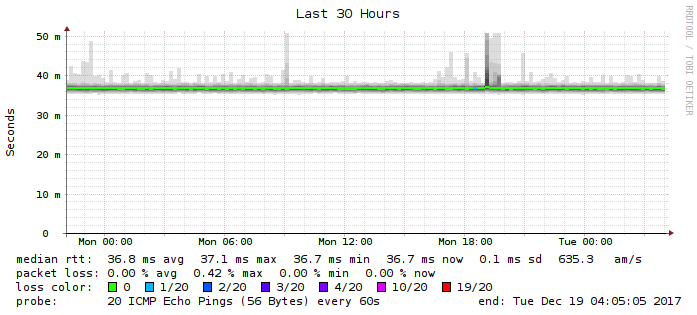 Last 30 Hours
RRDTOOL / TOBI OETIKER
Seconds
50 m
40 m
30 m
20 m
10 m
0
Mon 00:00 Mon 06:00 Mon 12:00 Mon 18:00 Tue 00:00
median rtt: 36.8 ms avg 37.1 ms max 36.7 ms min 36.7 ms now 0.1 ms sd 635.3 am/s
packet loss: 0.00 % avg 0.42 % max 0.00 % min 0.00 % now
loss color: 0 1/20 2/20 3/20 4/20 10/20 19/20
probe: 20 ICMP Echo Pings (56 Bytes) every 60s end: Tue Dec 19 04:05:05 2017